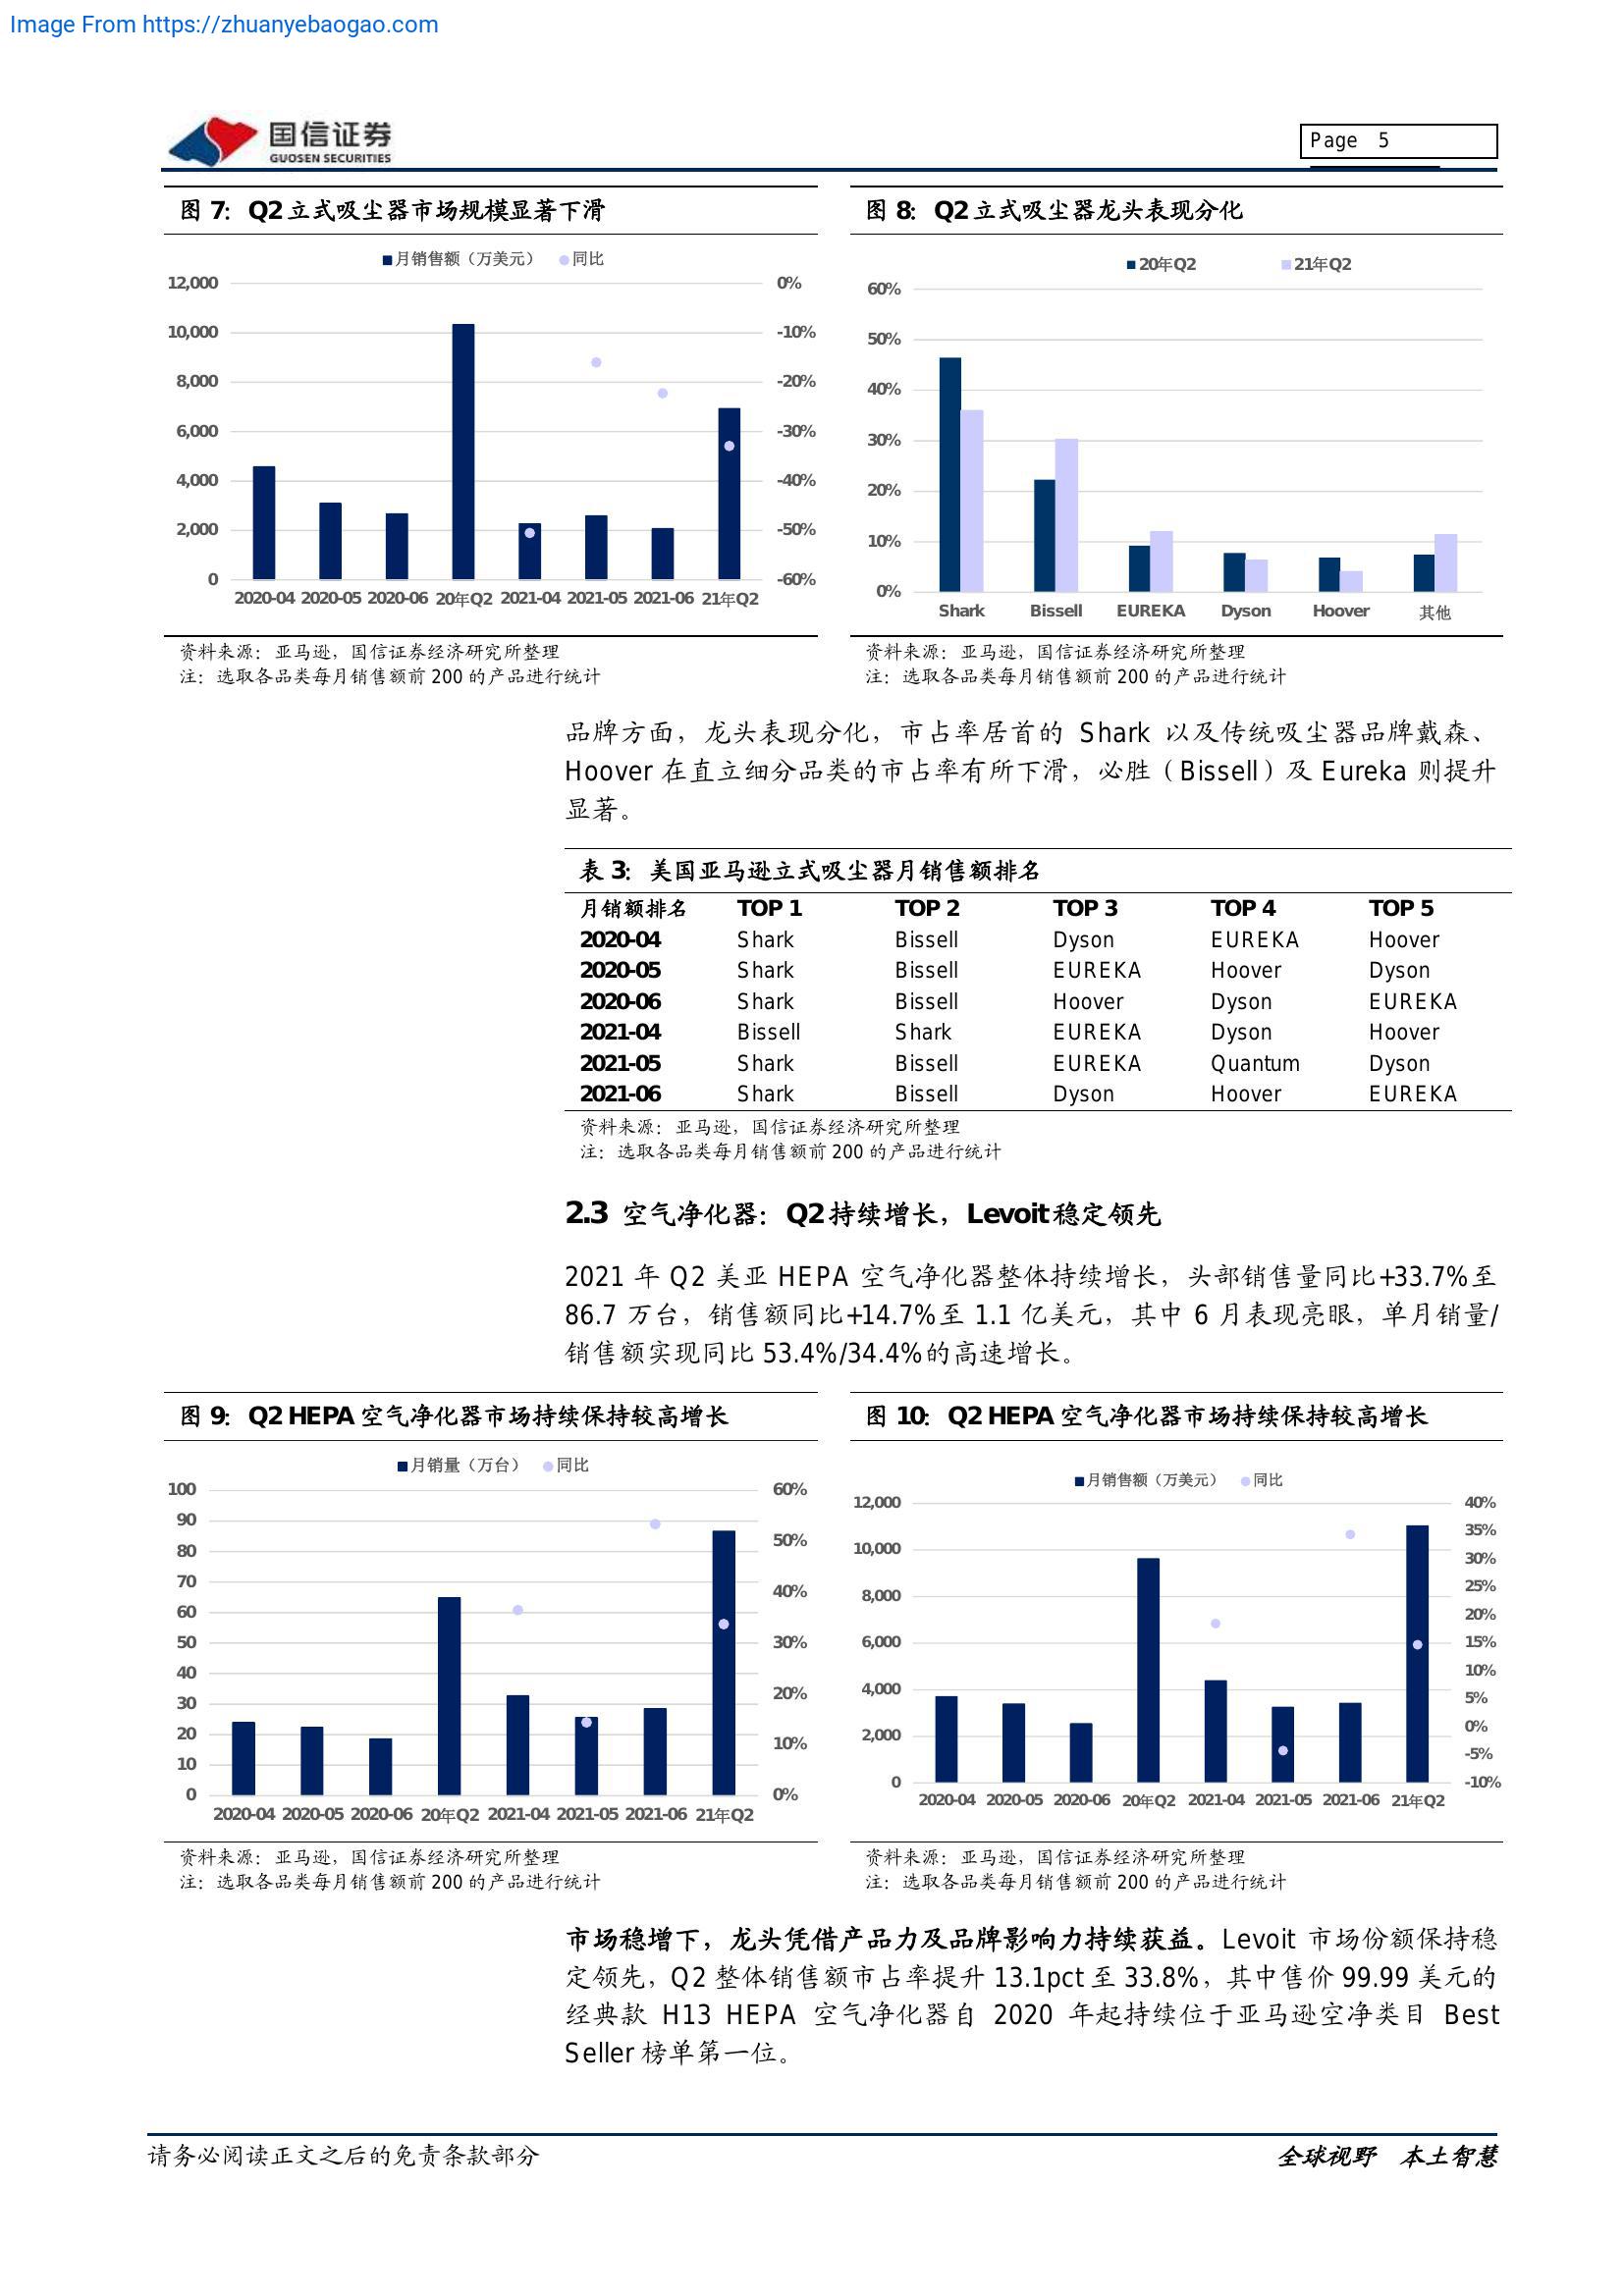 Image From https://zhuanyebaogao.com
国信证券
GUOSEN SECURITIES
Page 5
图 7：Q2 立式吸尘器市场规模显著下滑
月销售额（万美元） 同比
12,000
10,000
8,000
6,000
4,000
2,000
0
0%
-10%
-20%
-30%
-40%
-50%
-60%
2020-04 2020-05 2020-06 20年Q2 2021-04 2021-05 2021-06 21年Q2
资料来源：亚马逊，国信证券经济研究所整理
注：选取各品类每月销售额前 200 的产品进行统计
图 8：Q2 立式吸尘器龙头表现分化
20年Q2 21年Q2
60%
50%
40%
30%
20%
10%
0%
Shark Bissell EUREKA Dyson Hoover 其他
资料来源：亚马逊，国信证券经济研究所整理
注：选取各品类每月销售额前 200 的产品进行统计
品牌方面，龙头表现分化，市占率居首的 Shark 以及传统吸尘器品牌戴森、
Hoover 在直立细分品类的市占率有所下滑，必胜（Bissell）及 Eureka 则提升
显著。
表 3：美国亚马逊立式吸尘器月销售额排名
月销额排名 TOP 1 TOP 2 TOP 3 TOP 4 TOP 5
2020-04 Shark Bissell Dyson EUREKA Hoover
2020-05 Shark Bissell EUREKA Hoover Dyson
2020-06 Shark Bissell Hoover Dyson EUREKA
2021-04 Bissell Shark EUREKA Dyson Hoover
2021-05 Shark Bissell EUREKA Quantum Dyson
2021-06 Shark Bissell Dyson Hoover EUREKA
资料来源：亚马逊，国信证券经济研究所整理
注：选取各品类每月销售额前 200 的产品进行统计
2.3 空气净化器：Q2 持续增长，Levoit 稳定领先
2021 年 Q2 美亚 HEPA 空气净化器整体持续增长，头部销售量同比+33.7%至
86.7 万台，销售额同比+14.7%至 1.1 亿美元，其中 6 月表现亮眼，单月销量/
销售额实现同比 53.4%/34.4%的高速增长。
图 9：Q2 HEPA 空气净化器市场持续保持较高增长
月销量（万台） 同比
100
90
80
70
60
50
40
30
20
10
0
60%
50%
40%
30%
20%
10%
0%
2020-04 2020-05 2020-06 20年Q2 2021-04 2021-05 2021-06 21年Q2
资料来源：亚马逊，国信证券经济研究所整理
注：选取各品类每月销售额前 200 的产品进行统计
图 10：Q2 HEPA 空气净化器市场持续保持较高增长
月销售额（万美元） 同比
12,000
10,000
8,000
6,000
4,000
2,000
0
40%
35%
30%
25%
20%
15%
10%
5%
0%
-5%
-10%
2020-04 2020-05 2020-06 20年Q2 2021-04 2021-05 2021-06 21年Q2
资料来源：亚马逊，国信证券经济研究所整理
注：选取各品类每月销售额前 200 的产品进行统计
市场稳增下，龙头凭借产品力及品牌影响力持续获益。Levoit 市场份额保持稳
定领先，Q2 整体销售额市占率提升 13.1pct 至 33.8%，其中售价 99.99 美元的
经典款 H13 HEPA 空气净化器自 2020 年起持续位于亚马逊空净类目 Best
Seller 榜单第一位。
请务必阅读正文之后的免责条款部分
全球视野 本土智慧